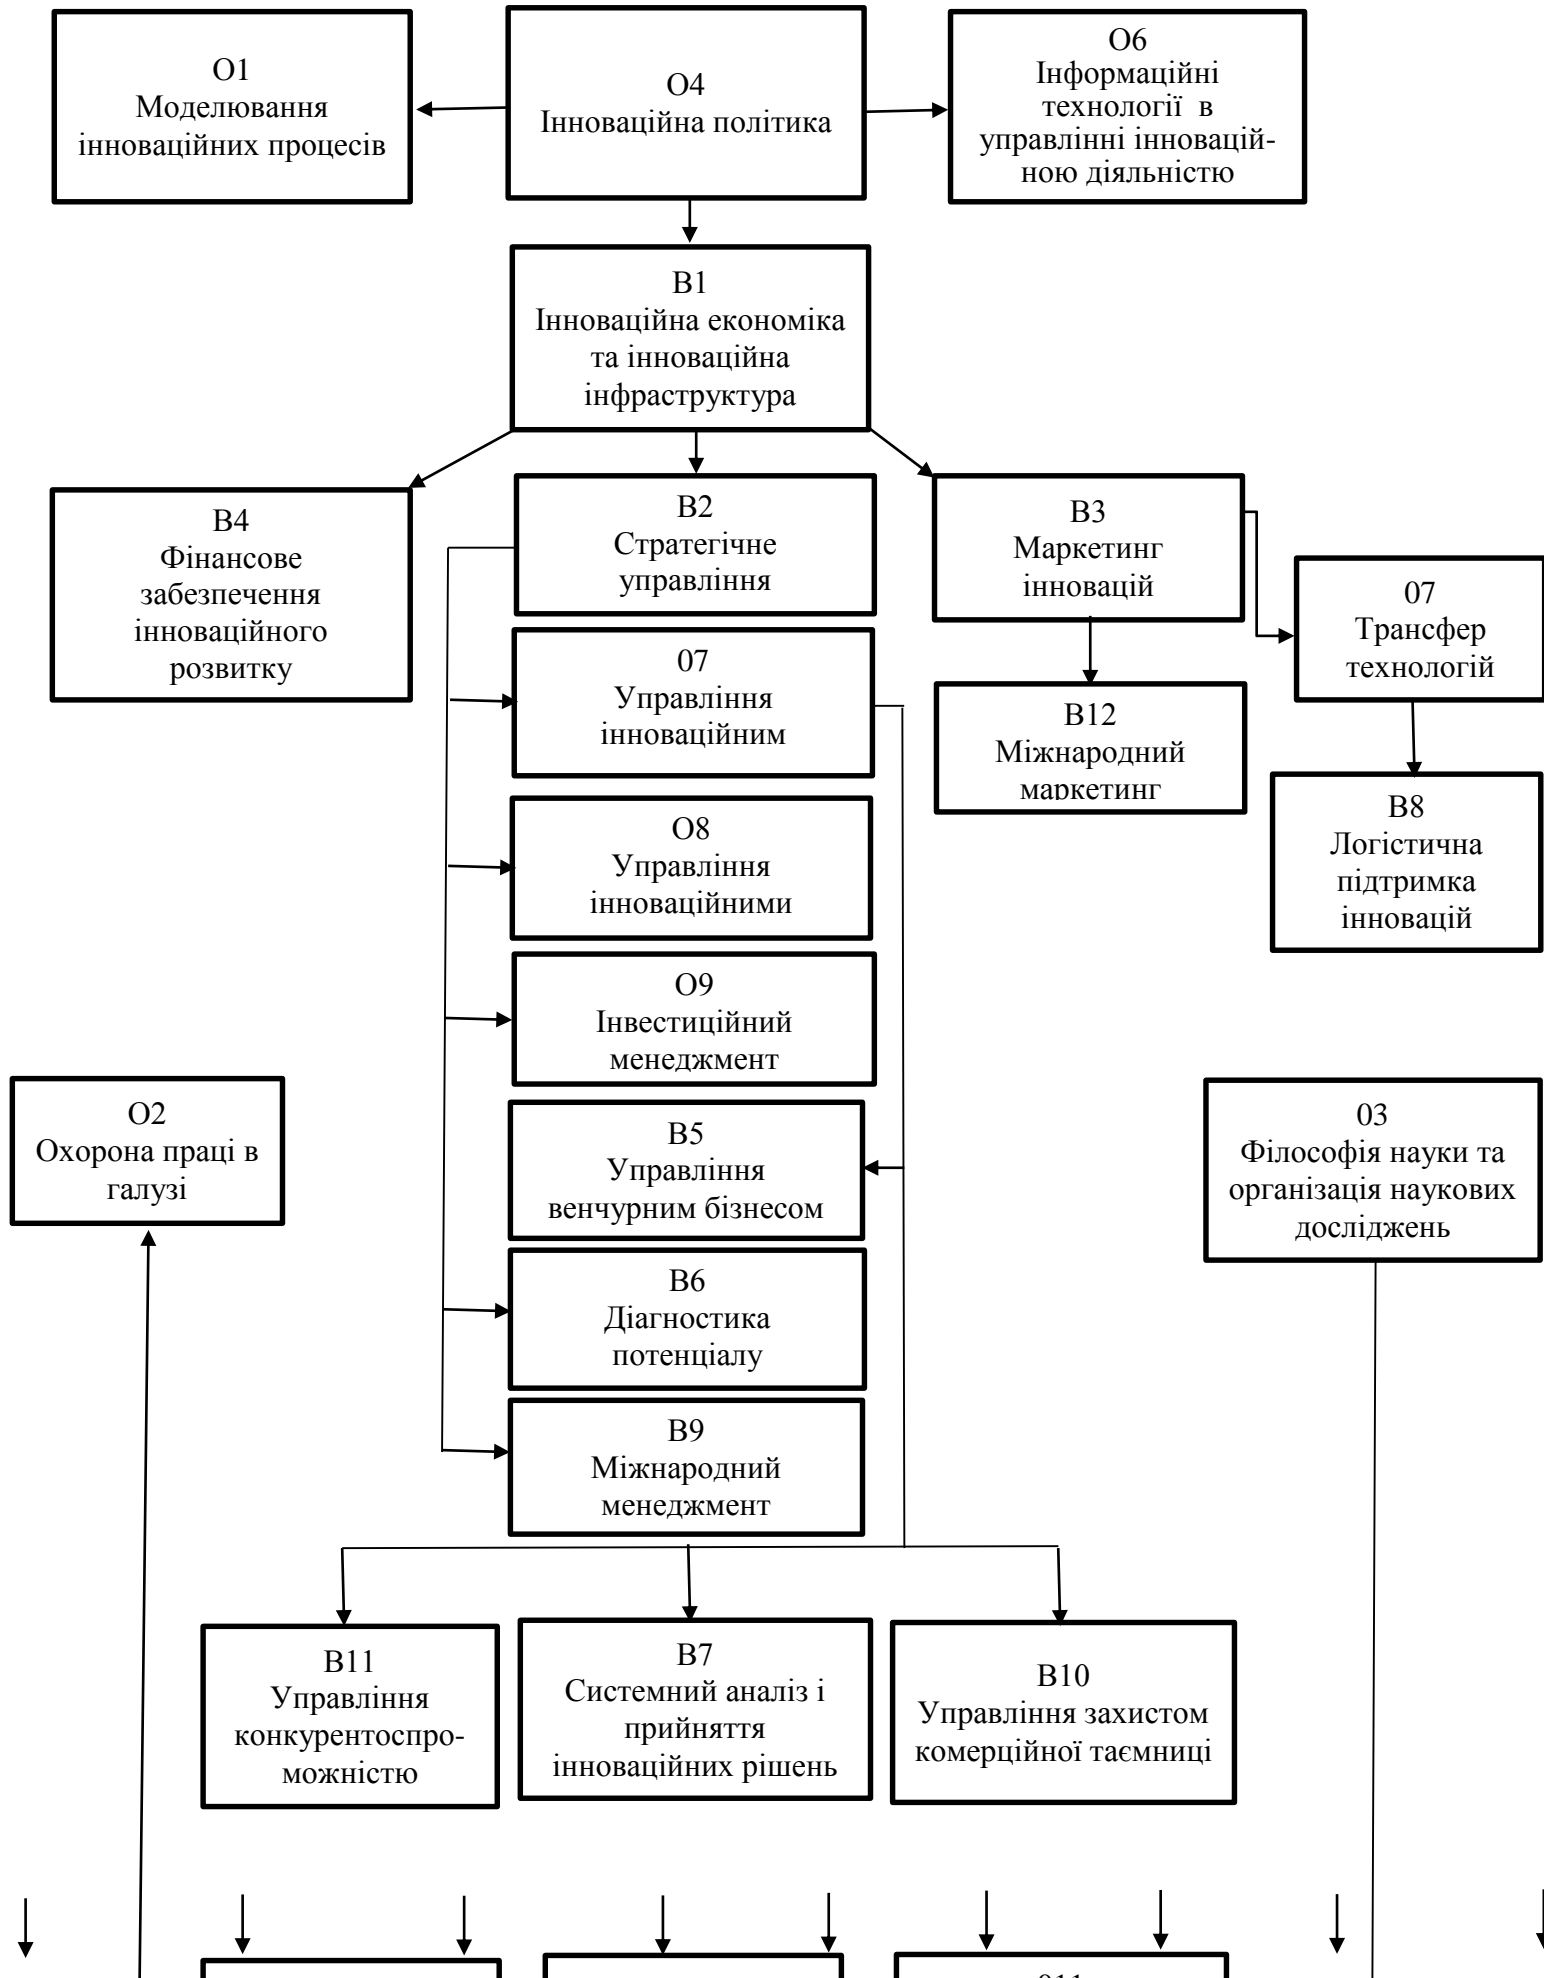 О1
Моделювання
інноваційних процесів
О4
Інноваційна політика
О6
Інформаційні
технології в
управлінні інновацій-
ною діяльністю
В1
Інноваційна економіка
та інноваційна
інфраструктура
В4
Фінансове
забезпечення
інноваційного
розвитку
В2
Стратегічне
управління
В3
Маркетинг
інновацій
07
Трансфер
технологій
07
Управління
інноваційним
В12
Міжнародний
маркетинг
В8
Логістична
підтримка
інновацій
О8
Управління
інноваційними
О9
Інвестиційний
менеджмент
О2
Охорона праці в
галузі
В5
Управління
венчурним бізнесом
03
Філософія науки та
організація наукових
досліджень
В6
Діагностика
потенціалу
В9
Міжнародний
менеджмент
В11
Управління
конкурентоспро-
можністю
В7
Системний аналіз і
прийняття
інноваційних рішень
В10
Управління захистом
комерційної таємниці
011